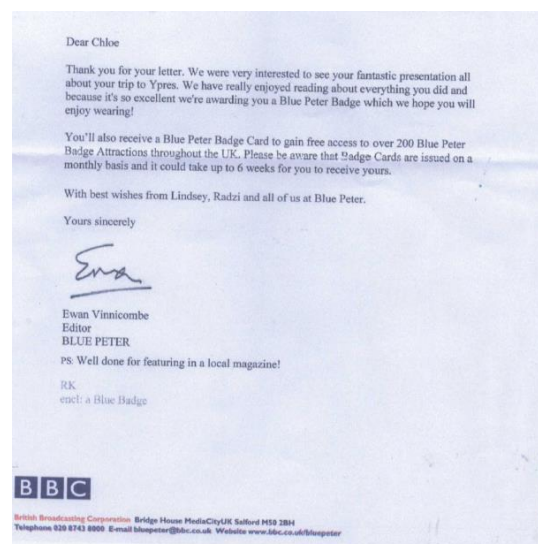 Dear Chloe
Thank you for your letter. We were very interested to see your fantastic presentation all
about your trip to Ypres. We have really enjoyed reading about everything you did and
because it's so excellent we're awarding you a Blue Peter Badge which we hope you will
enjoy wearing!
You'll also receive a Blue Peter Badge Card to gain free access to over 200 Blue Peter
Badge Attractions throughout the UK. Please be aware that Badge Cards are issued on a
monthly basis and it could take up to 6 weeks for you to receive yours.
With best wishes from Lindsey, Radzi and all of us at Blue Peter.
Yours sincerely
Ewan
Ewan Vinnicombe
Editor
BLUE PETER
PS: Well done for featuring in a local magazine!
RK
encl: a Blue Badge
BBC
British Broadcasting Corporation Bridge House MediaCityUK Salford M50 2BH
Telephone 020 8743 8000 E-mail bluepeter@bbc.co.uk Website www.bbc.co.uk/bluepeter